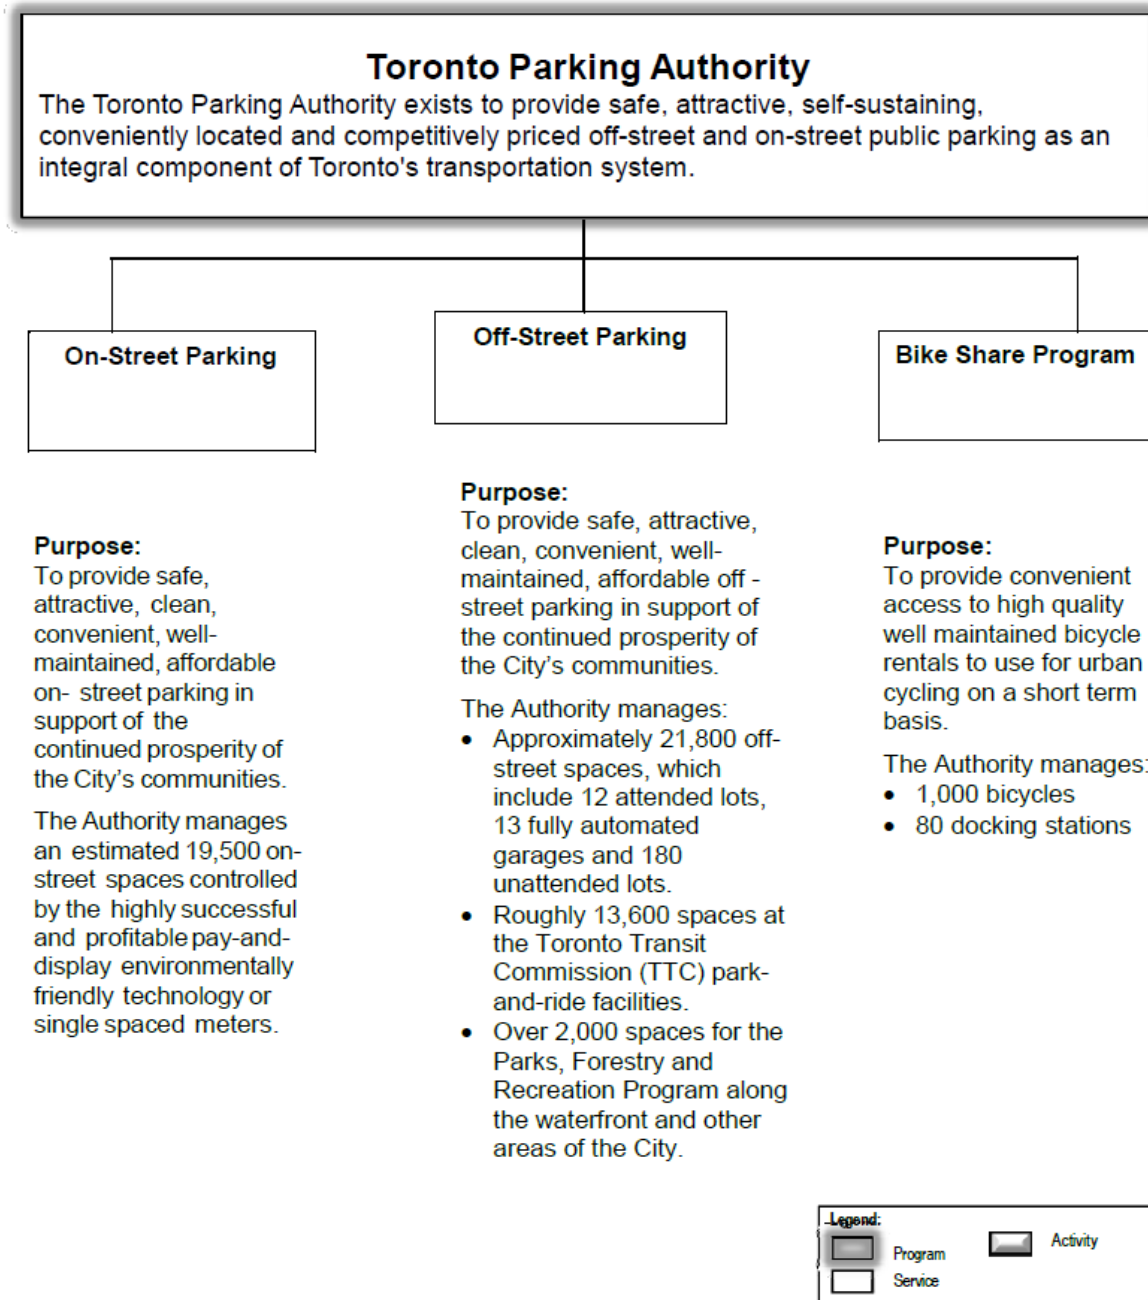 Toronto Parking Authority
The Toronto Parking Authority exists to provide safe, attractive, self-sustaining,
conveniently located and competitively priced off-street and on-street public parking as an
integral component of Toronto's transportation system.
On-Street Parking
Off-Street Parking
Bike Share Program
Purpose:
To provide safe,
attractive, clean,
convenient, well-
maintained, affordable
on- street parking in
support of the
continued prosperity of
the City's communities.
The Authority manages
an estimated 19,500 on-
street spaces controlled
by the highly successful
and profitable pay-and-
display environmentally
friendly technology or
single spaced meters.
Purpose:
To provide safe, attractive,
clean, convenient, well-
maintained, affordable off -
street parking in support of
the continued prosperity of
the City's communities.
The Authority manages:
• Approximately 21,800 off-
street spaces, which
include 12 attended lots,
13 fully automated
garages and 180
unattended lots.
• Roughly 13,600 spaces at
the Toronto Transit
Commission (TTC) park-
and-ride facilities.
• Over 2,000 spaces for the
Parks, Forestry and
Recreation Program along
the waterfront and other
areas of the City.
Purpose:
To provide convenient
access to high quality
well maintained bicycle
rentals to use for urban
cycling on a short term
basis.
The Authority manages:
• 1,000 bicycles
• 80 docking stations
Legend:
Program
Activity
Service